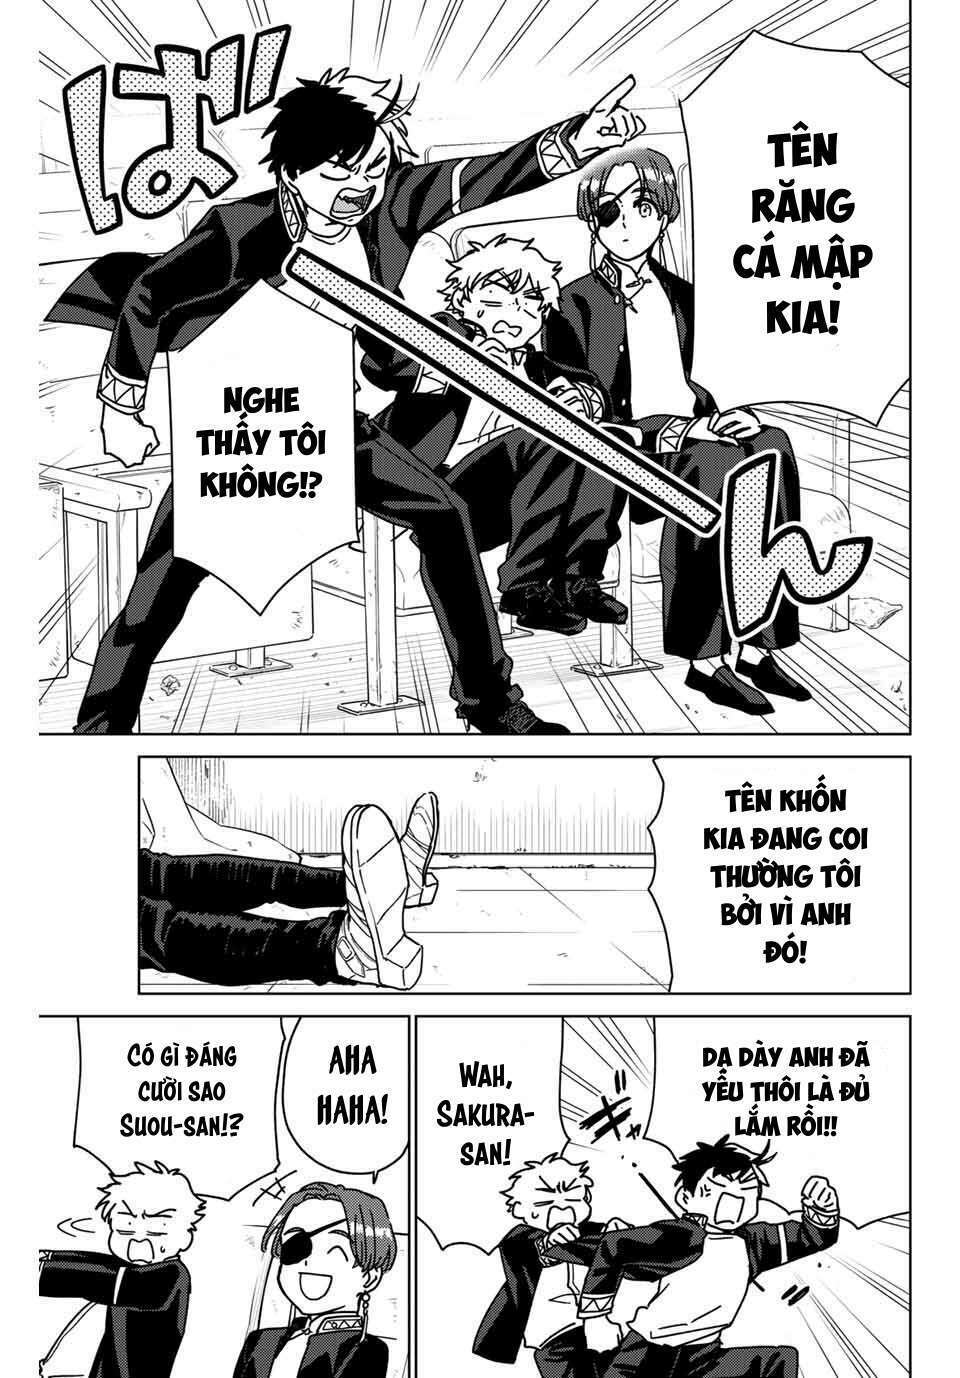 TÊN
RĂNG
CÁ MẬP
KIA!
ばーん
NGHE
THẤY TÔI
KHÔNG!?
TÊN KHỐN
KIA ĐANG COI
THƯỜNG TÔI
BỞI VÌ ANH
ĐÓ!
DẠ DÀY ANH ĐÃ
YẾU THÔI LÀ ĐỦ
LẮM RỒI!!
WAH,
SAKURA-
SAN!
AHA
HAHA!
CÓ GÌ ĐÁNG
CƯỜI SAO
SUOU-SAN!?